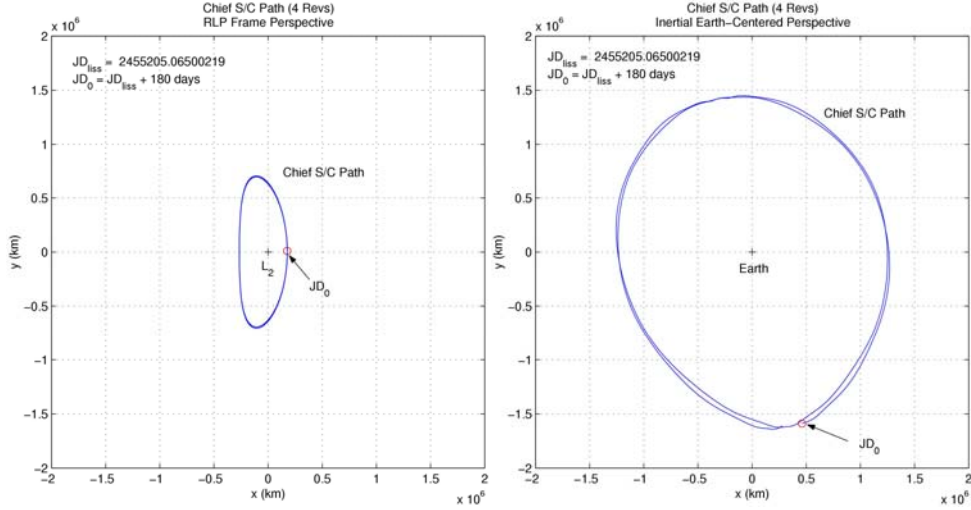 Chief S/C Path (4 Revs)
RLP Frame Perspective
x 10^6
2
1.5
1
0.5
0
−0.5
−1
−1.5
−2
y (km)
JD_liss = 2455205.06500219
JD_0 = JD_liss + 180 days
Chief S/C Path
L_2
JD_0
−2 −1.5 −1 −0.5 0 0.5 1 1.5 2
x (km)
x 10^6
Chief S/C Path (4 Revs)
Inertial Earth−Centered Perspective
x 10^6
2
1.5
1
0.5
0
−0.5
−1
−1.5
−2
y (km)
JD_liss = 2455205.06500219
JD_0 = JD_liss + 180 days
Chief S/C Path
Earth
JD_0
−2 −1.5 −1 −0.5 0 0.5 1 1.5 2
x (km)
x 10^6